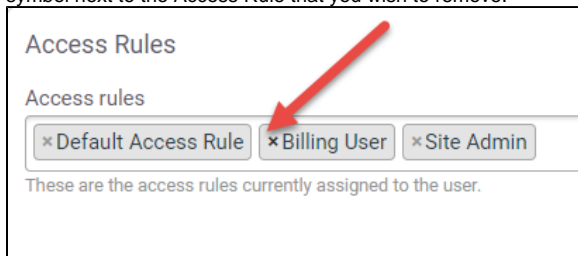 symbol next to the Access Rule that you wish to remove.
Access Rules
Access rules
×Default Access Rule ×Billing User ×Site Admin
These are the access rules currently assigned to the user.